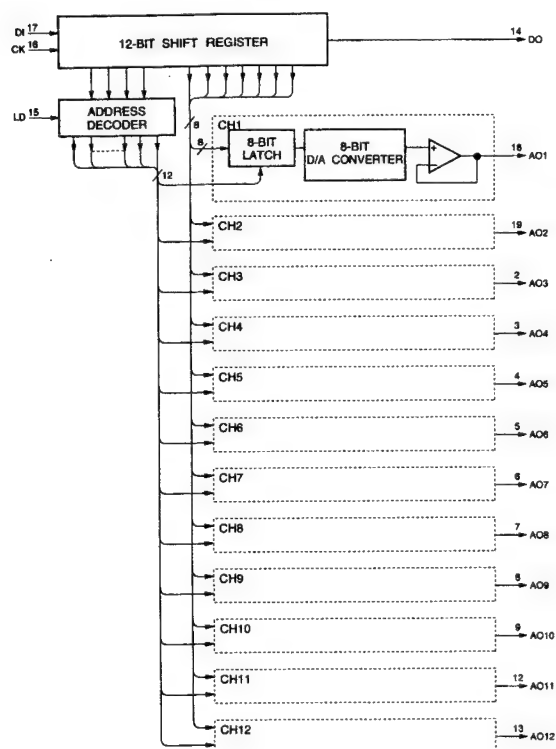 12-BIT SHIFT REGISTER
DI 17
CK 16
14
DO
LD 15
ADDRESS
DECODER
12
8
8
CH1
8-BIT
LATCH
8-BIT
D/A CONVERTER
+
−
18
AO1
CH2
19
AO2
CH3
2
AO3
CH4
3
AO4
CH5
4
AO5
CH6
5
AO6
CH7
6
AO7
CH8
7
AO8
CH9
8
AO9
CH10
9
AO10
CH11
12
AO11
CH12
13
AO12